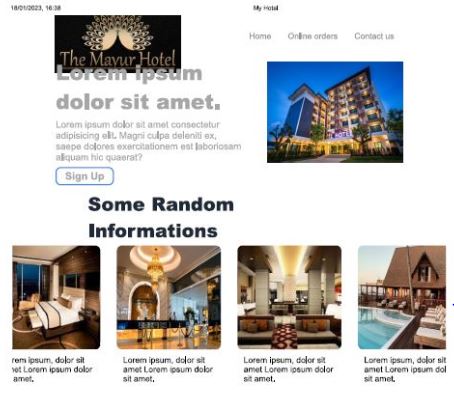 18/01/2023, 16:38
My Hotel
The Mayur Hotel
Home Online orders Contact us
Lorem ipsum
dolor sit amet.
Lorem ipsum dolor sit amet consectetur
adipisicing elit. Magni culpa deleniti ex,
saepe dolores exercitationem est laboriosam
aliquam hic quaerat?
Sign Up
Some Random
Informations
rem ipsum, dolor sit
net Lorem ipsum dolor
sit amet,
Lorem ipsum, dolor sit
amet Lorem ipsum dolor
sit amet,
Lorem ipsum, dolor sit
amet Lorem ipsum dolor
sit amet,
Lorem ipsum, dolor sit
amet Lorem ipsum dol
sit amet,